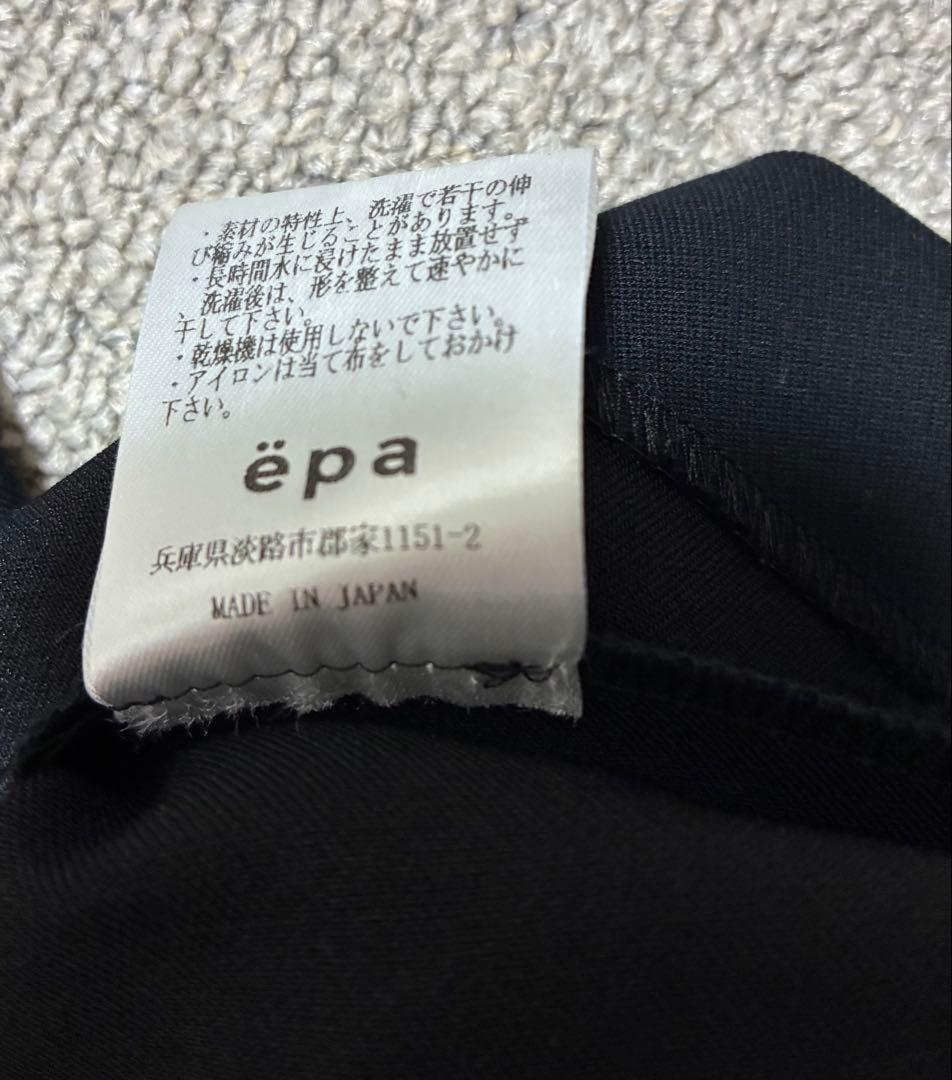 ・素材の特性上、洗濯で若干の伸
び縮みが生じることがあります。
・長時間水に浸けたまま放置せず
、洗濯後は、形を整えて速やかに
干して下さい。
・乾燥機は使用しないで下さい。
・アイロンは当て布をしておかけ
下さい。
ëpa
兵庫県淡路市郡家1151-2
MADE IN JAPAN